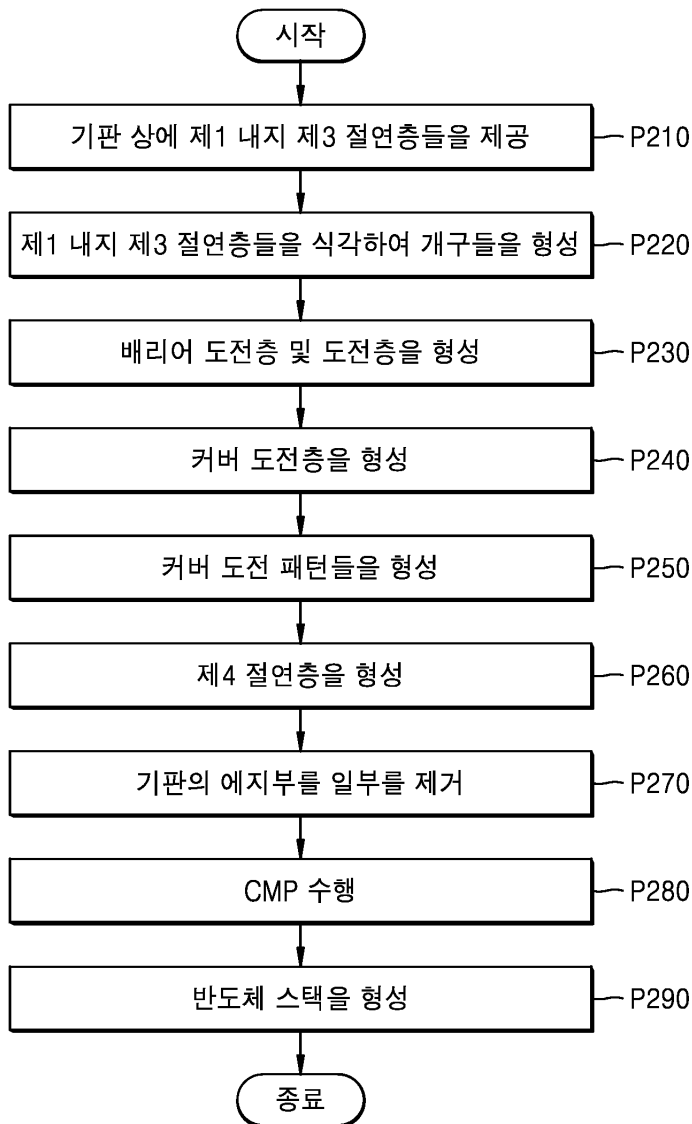 시작
기판 상에 제1 내지 제3 절연층들을 제공 P210
제1 내지 제3 절연층들을 식각하여 개구들을 형성 P220
배리어 도전층 및 도전층을 형성 P230
커버 도전층을 형성 P240
커버 도전 패턴들을 형성 P250
제4 절연층을 형성 P260
기판의 에지부를 일부를 제거 P270
CMP 수행 P280
반도체 스택을 형성 P290
종료